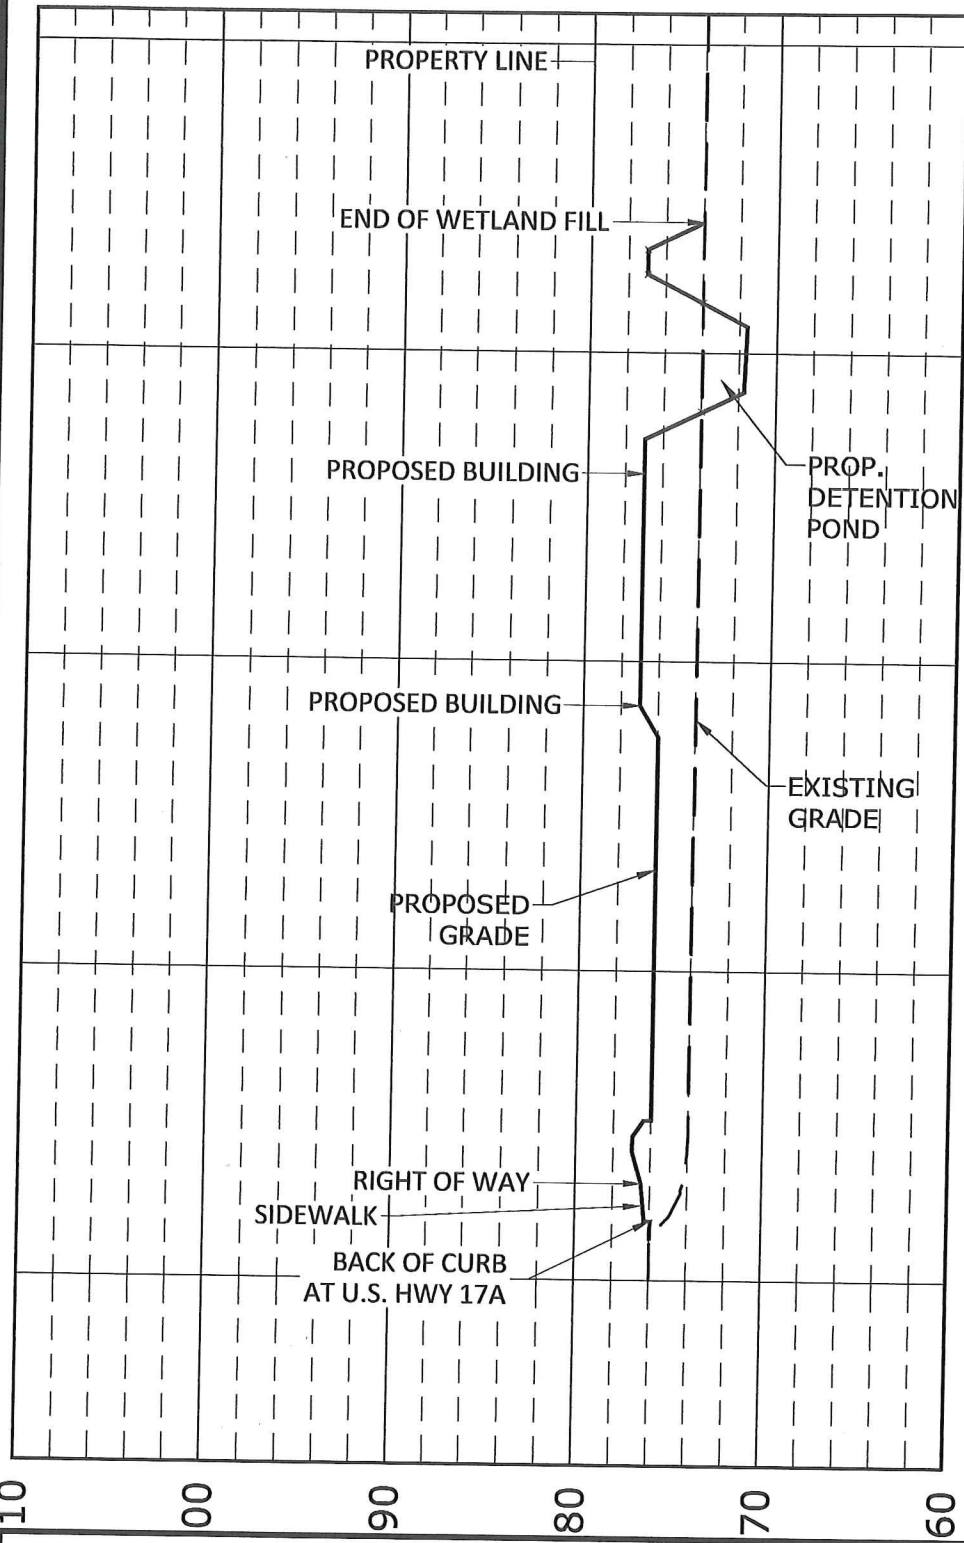 PROPERTY LINE
END OF WETLAND FILL
PROPOSED BUILDING
PROP.
DETENTION
POND
PROPOSED BUILDING
EXISTING
GRADE
PROPOSED
GRADE
RIGHT OF WAY
SIDEWALK
BACK OF CURB
AT U.S. HWY 17A
10
00
90
80
70
60